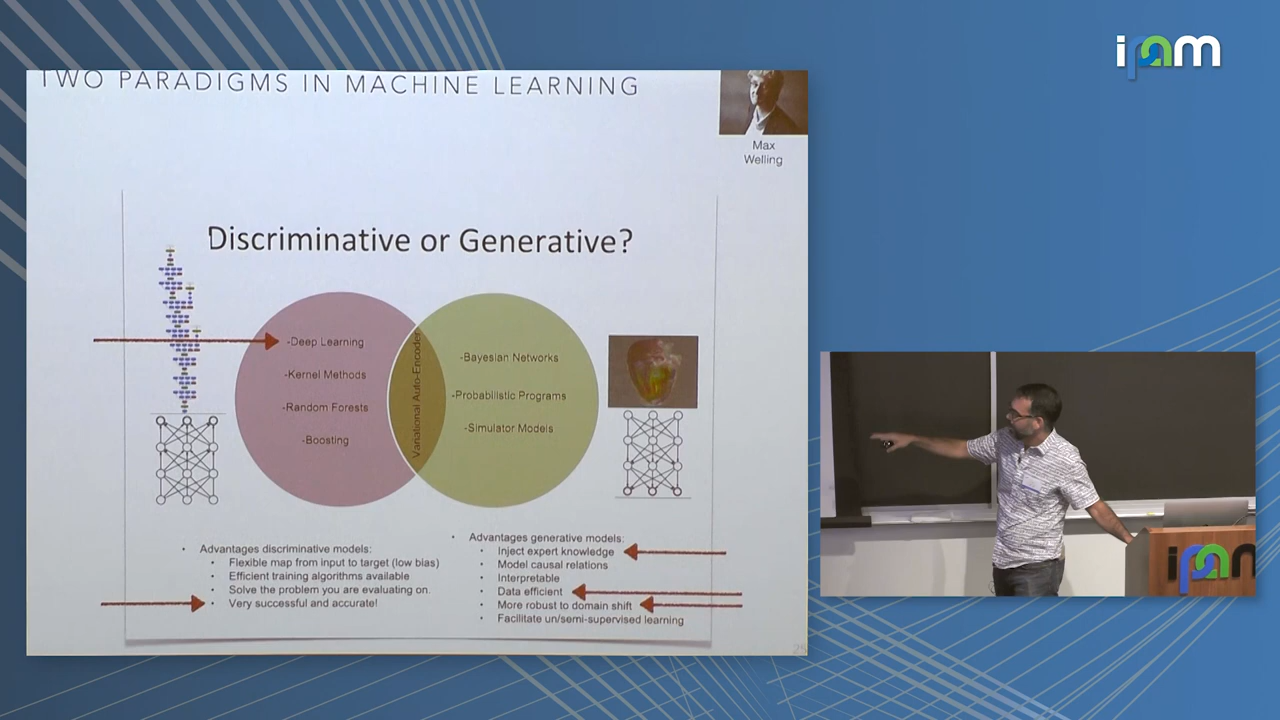 ipam
TWO PARADIGMS IN MACHINE LEARNING
Max
Welling
Discriminative or Generative?
-Deep Learning
-Kernel Methods
-Random Forests
-Boosting
Variational Auto-Encoder
-Bayesian Networks
-Probabilistic Programs
-Simulator Models
• Advantages discriminative models:
• Flexible map from input to target (low bias)
• Efficient training algorithms available
• Solve the problem you are evaluating on.
• Very successful and accurate!
• Advantages generative models:
• Inject expert knowledge
• Model causal relations
• Interpretable
• Data efficient
• More robust to domain shift
• Facilitate un/semi-supervised learning
ipam